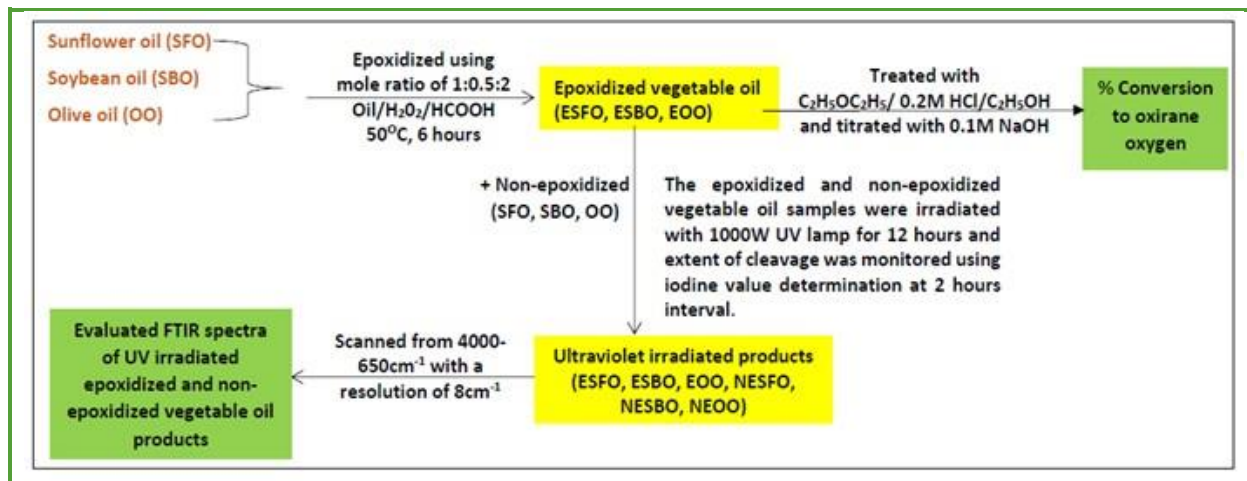 Sunflower oil (SFO)
Soybean oil (SBO)
Olive oil (OO)
Epoxidized using
mole ratio of 1:0.5:2
Oil/H₂O₂/HCOOH
50⁰C, 6 hours
Epoxidized vegetable oil
(ESFO, ESBO, EOO)
Treated with
C₂H₅OC₂H₅/ 0.2M HCl/C₂H₅OH
and titrated with 0.1M NaOH
% Conversion
to oxirane
oxygen
+ Non-epoxidized
(SFO, SBO, OO)
The epoxidized and non-epoxidized
vegetable oil samples were irradiated
with 1000W UV lamp for 12 hours and
extent of cleavage was monitored using
iodine value determination at 2 hours
interval.
Ultraviolet irradiated products
(ESFO, ESBO, EOO, NESFO,
NESBO, NEOO)
Scanned from 4000-
650cm⁻¹ with a
resolution of 8cm⁻¹
Evaluated FTIR spectra
of UV irradiated
epoxidized and non-
epoxidized vegetable oil
products